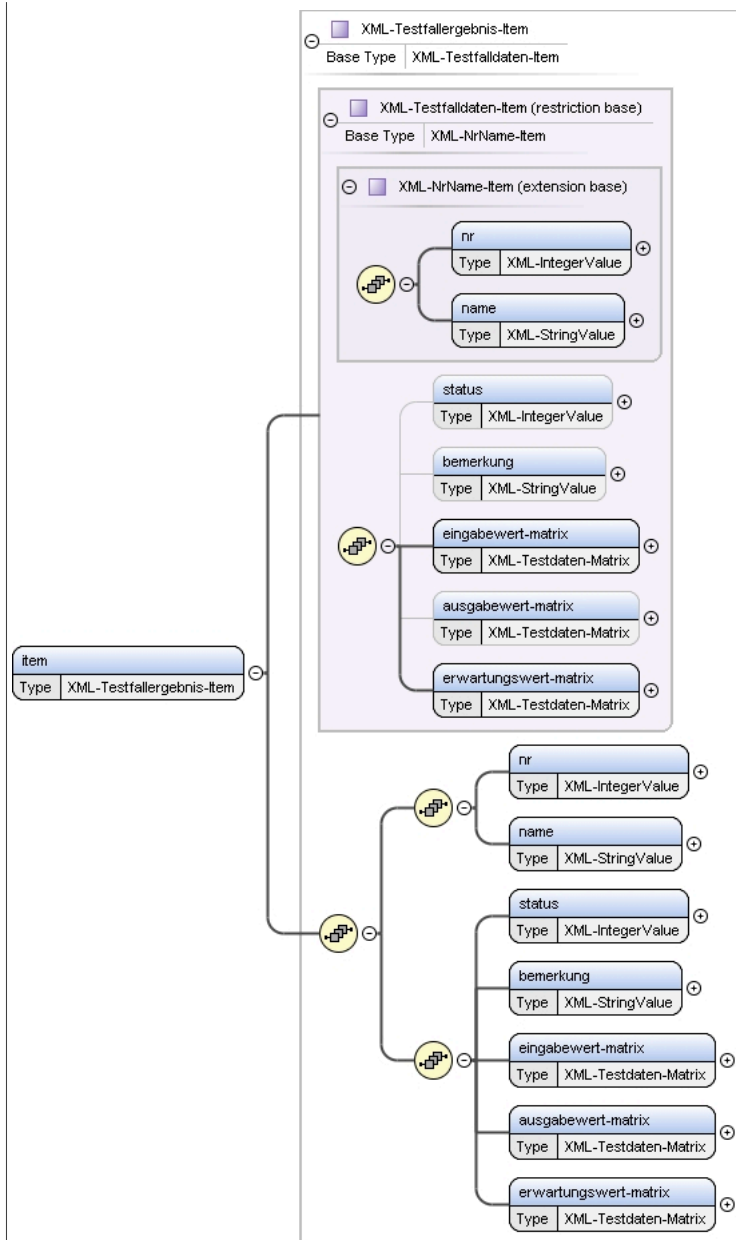 XML-Testfallergebnis-Item
Base Type XML-Testfalldaten-Item
XML-Testfalldaten-Item (restriction base)
Base Type XML-NrName-Item
XML-NrName-Item (extension base)
nr
Type XML-IntegerValue
name
Type XML-StringValue
status
Type XML-IntegerValue
bemerkung
Type XML-StringValue
eingabewert-matrix
Type XML-Testdaten-Matrix
ausgabewert-matrix
Type XML-Testdaten-Matrix
erwartungswert-matrix
Type XML-Testdaten-Matrix
item
Type XML-Testfallergebnis-Item
nr
Type XML-IntegerValue
name
Type XML-StringValue
status
Type XML-IntegerValue
bemerkung
Type XML-StringValue
eingabewert-matrix
Type XML-Testdaten-Matrix
ausgabewert-matrix
Type XML-Testdaten-Matrix
erwartungswert-matrix
Type XML-Testdaten-Matrix